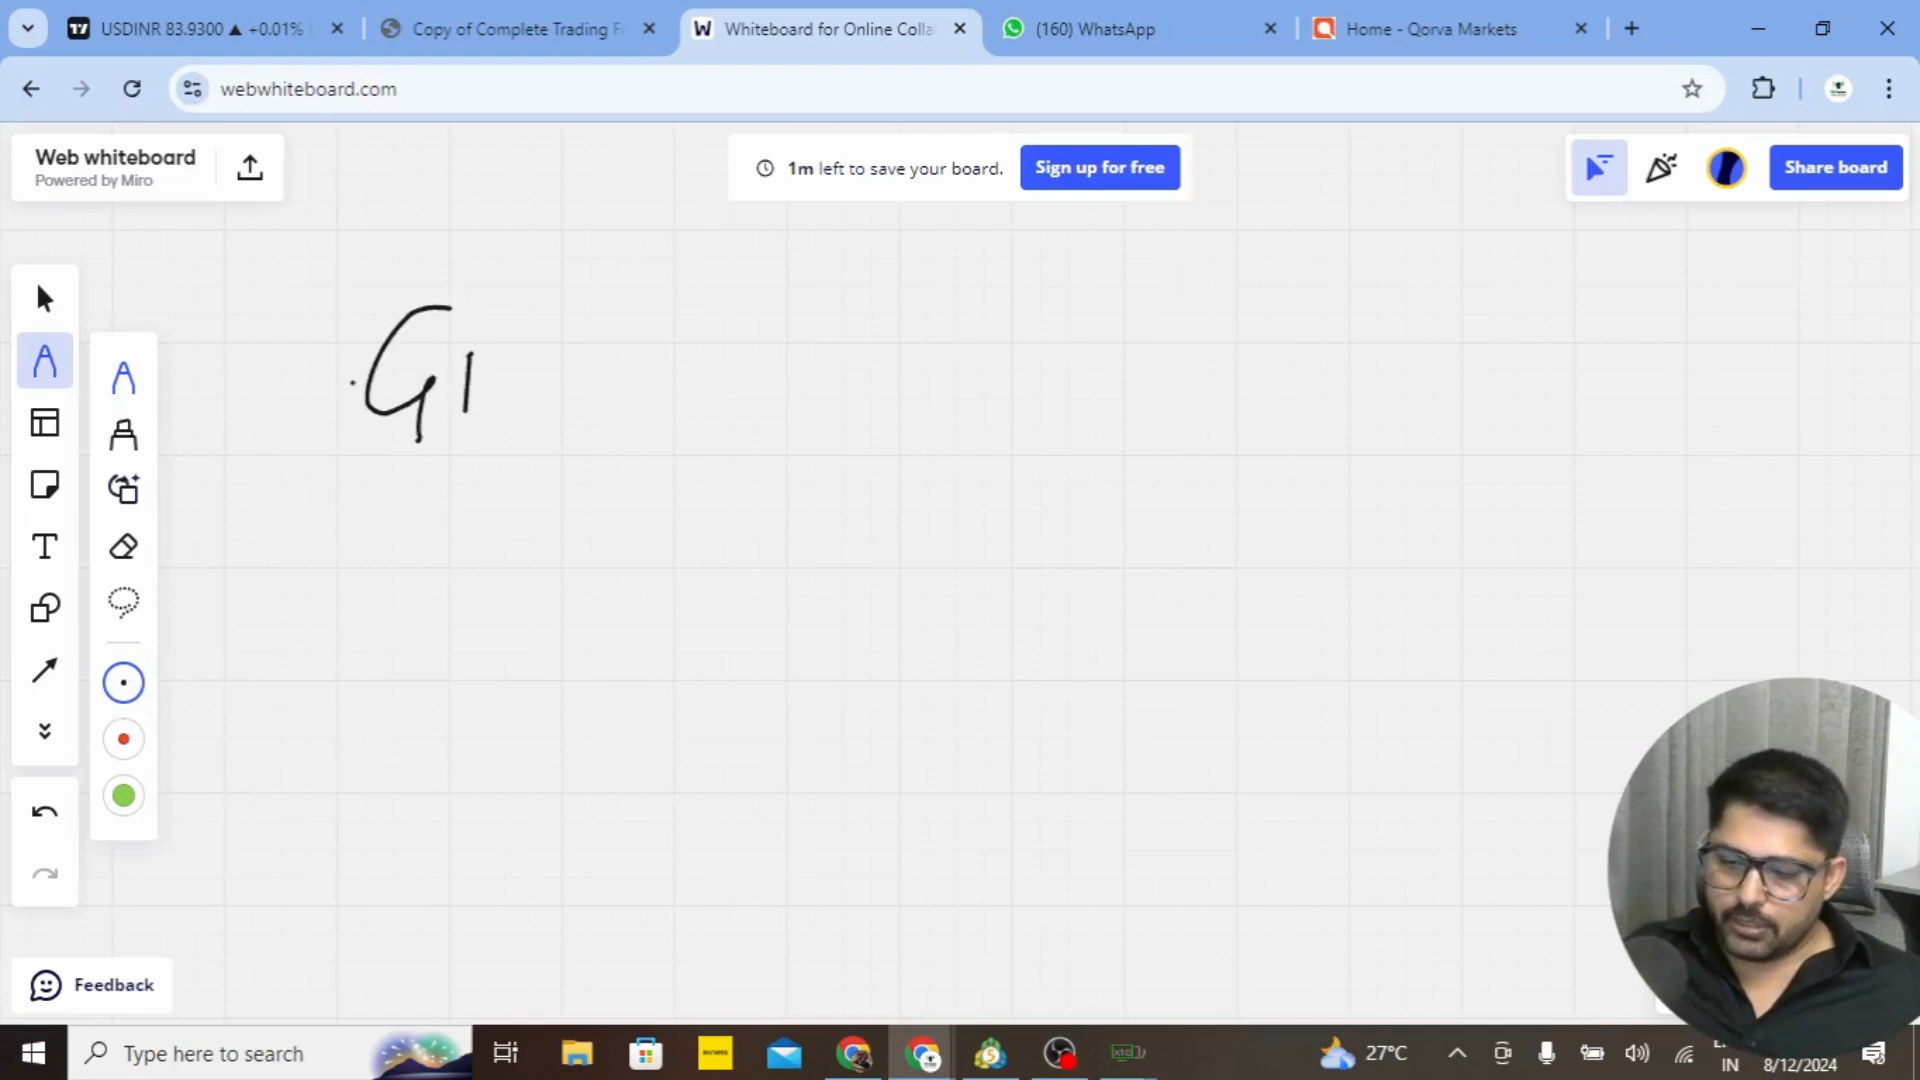 USDINR 83.9300 ▲ +0.01%
Copy of Complete Trading F
Whiteboard for Online Colla
(160) WhatsApp
Home - Qorva Markets
webwhiteboard.com
Web whiteboard
Powered by Miro
1m left to save your board.
Sign up for free
Share board
G1
T
Feedback
Type here to search
27°C
IN
8/12/2024